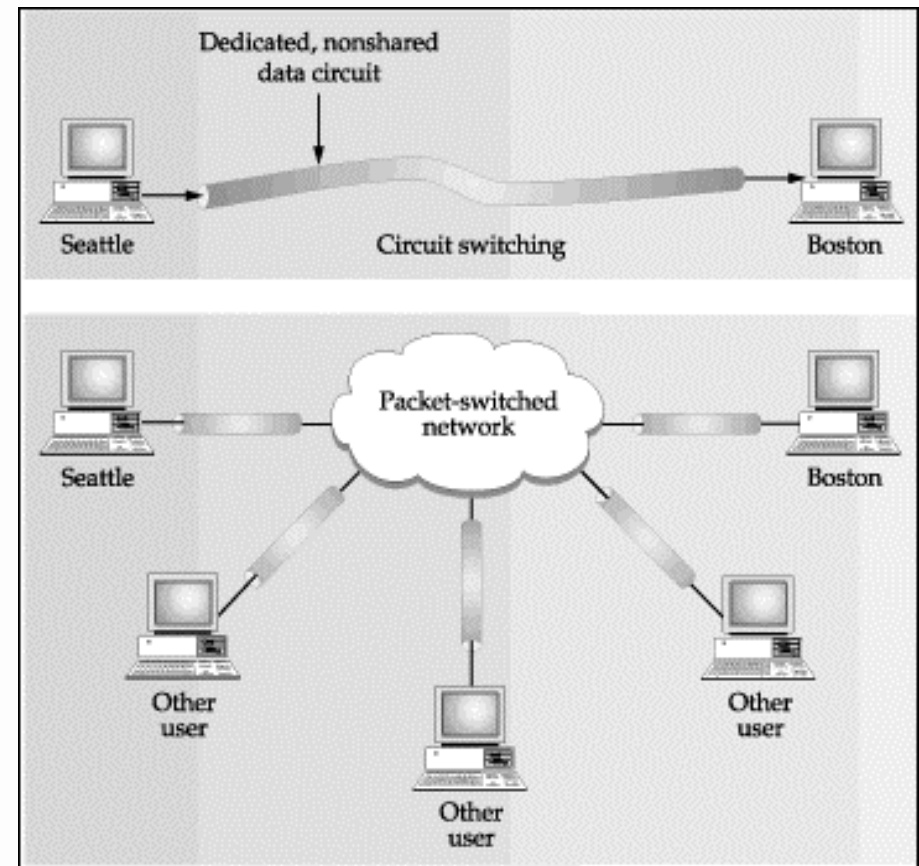 Dedicated, nonshared
data circuit
Seattle
Circuit switching
Boston
Packet-switched
network
Seattle
Boston
Other
user
Other
user
Other
user